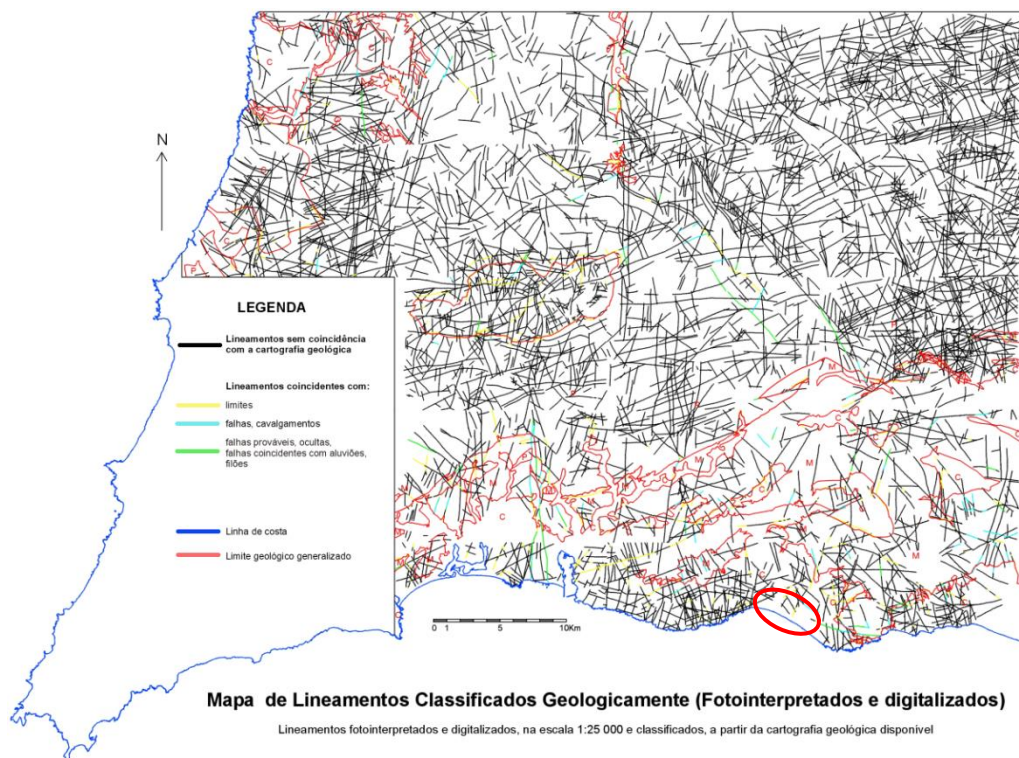 N
LEGENDA
Lineamentos sem coincidência
com a cartografia geológica
Lineamentos coincidentes com:
limites
falhas, cavalgamentos
falhas prováveis, ocultas,
falhas coincidentes com aluviões,
filões
Linha de costa
Limite geológico generalizado
0 1 5 10Km
Mapa de Lineamentos Classificados Geologicamente (Fotointerpretados e digitalizados)
Lineamentos fotointerpretados e digitalizados, na escala 1:25 000 e classificados, a partir da cartografia geológica disponivel
C
C
C
C
P
M
M
C
M
M
M
C
C
M
M
M
C